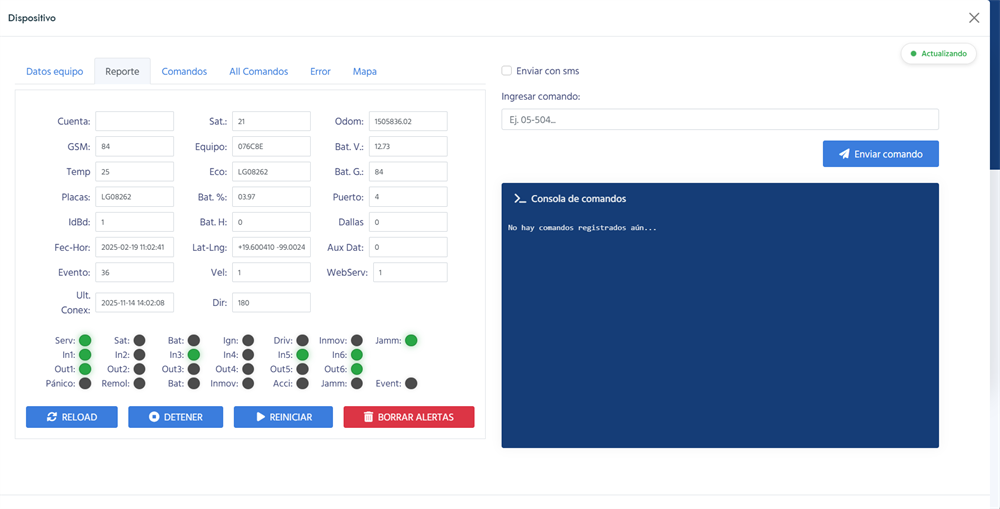 Dispositivo
Actualizando
Datos equipo Reporte Comandos All Comandos Error Mapa
Cuenta: Sat.: 21 Odom: 1505836.02
GSM: 84 Equipo: 076C8E Bat. V.: 12.73
Temp 25 Eco: LG08262 Bat. G.: 84
Placas: LG08262 Bat. %: 03.97 Puerto: 4
IdBd: 1 Bat. H: 0 Dallas 0
Fec-Hor: 2025-02-19 11:02:41 Lat-Lng: +19.600410 -99.0024 Aux Dat: 0
Evento: 36 Vel: 1 WebServ: 1
Ult. Conex: 2025-11-14 14:02:08 Dir: 180
Serv: Sat: Bat: Ign: Driv: Inmov: Jamm:
In1: In2: In3: In4: In5: In6:
Out1: Out2: Out3: Out4: Out5: Out6:
Pánico: Remol: Bat: Inmov: Acci: Jamm: Event:
RELOAD DETENER REINICIAR BORRAR ALERTAS
Enviar con sms
Ingresar comando:
Ej. 05-504...
Enviar comando
Consola de comandos
No hay comandos registrados aún...